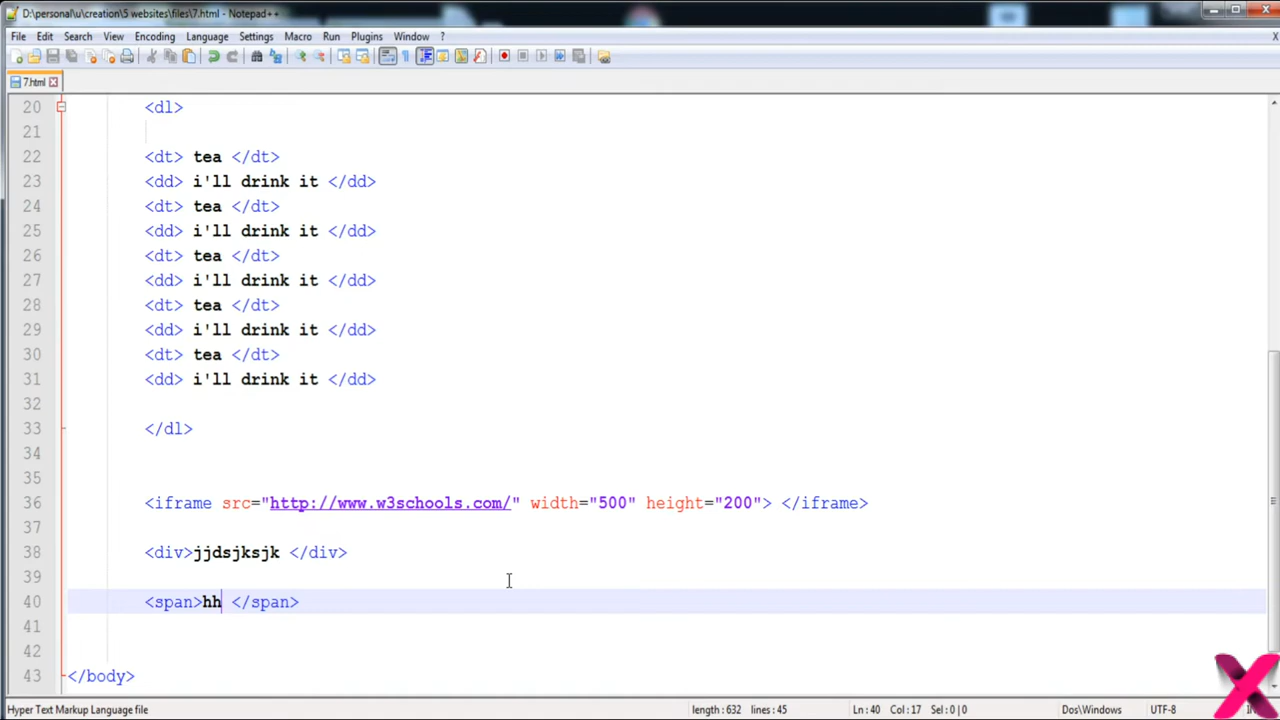 D:\personal\u\creation\5 websites\files\7.html - Notepad++
File Edit Search View Encoding Language Settings Macro Run Plugins Window ? X
7.html
20 <dl>
21
22 <dt> tea </dt>
23 <dd> i'll drink it </dd>
24 <dt> tea </dt>
25 <dd> i'll drink it </dd>
26 <dt> tea </dt>
27 <dd> i'll drink it </dd>
28 <dt> tea </dt>
29 <dd> i'll drink it </dd>
30 <dt> tea </dt>
31 <dd> i'll drink it </dd>
32
33 </dl>
34
35
36 <iframe src="http://www.w3schools.com/" width="500" height="200"> </iframe>
37
38 <div>jjdsjksjk </div>
39
40 <span>hh </span>
41
42
43 </body>
Hyper Text Markup Language file length : 632 lines : 45 Ln : 40 Col : 17 Sel : 0 | 0 Dos\Windows UTF-8